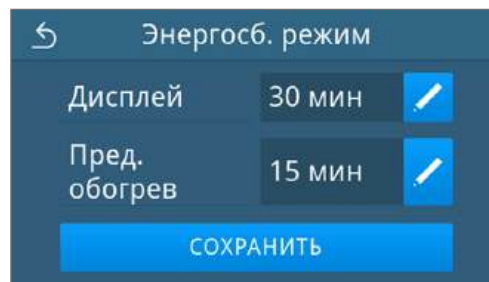 Энергосб. режим
Дисплей 30 мин
Пред.
обогрев 15 мин
СОХРАНИТЬ